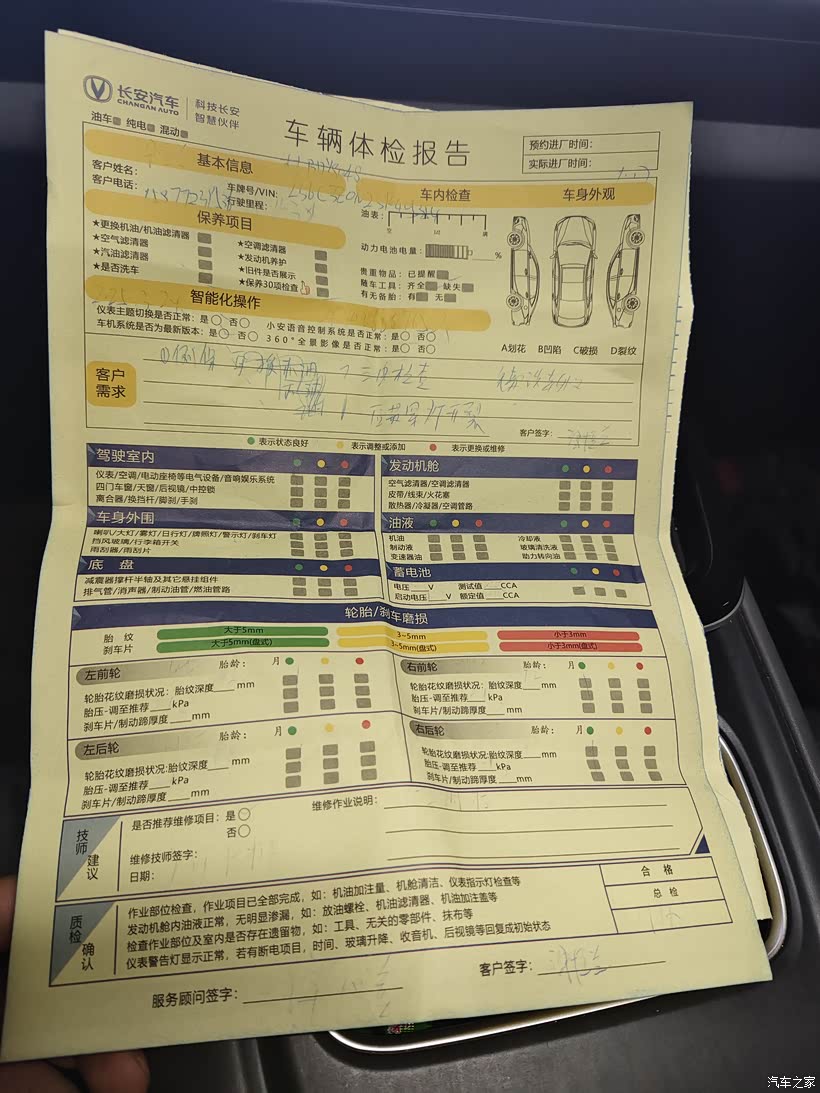 长安汽车
CHANGAN AUTO
科技长安
智慧伙伴
油车 纯电 混动
车辆体检报告
预约进厂时间：
实际进厂时间：
基本信息
客户姓名：
客户电话：
车牌号/VIN：
行驶里程：
保养项目
★更换机油/机油滤清器
★空气滤清器
★汽油滤清器
★是否洗车
★空调滤清器
★发动机养护
★旧件是否展示
★保养30项检查
车内检查
油表：
空 1/2 满
动力电池电量： %
贵重物品：已提醒
随车工具：齐全 缺失
有无备胎：有 无
车身外观
A划花 B凹陷 C破损 D裂纹
智能化操作
仪表主题切换是否正常：是 否
车机系统是否为最新版本：是 否
小安语音控制系统是否正常：是 否
360°全景影像是否正常：是 否
客户
需求
客户签字：
表示状态良好 表示调整或添加 表示更换或维修
驾驶室内
仪表/空调/电动座椅等电气设备/音响娱乐系统
四门车窗/天窗/后视镜/中控锁
离合器/换挡杆/脚刹/手刹
发动机舱
空气滤清器/空调滤清器
皮带/线束/火花塞
散热器/冷凝器/空调管路
车身外围
喇叭/大灯/雾灯/日行灯/牌照灯/警示灯/刹车灯
挡风玻璃/行李箱开关
雨刮器/雨刮片
油液
机油
制动液
变速器油
冷却液
玻璃清洗液
助力转向油
底盘
减震器撑杆半轴及其它悬挂组件
排气管/消声器/制动油管/燃油管路
蓄电池
电压 V 测试值 CCA
启动电压 V 额定值 CCA
轮胎/刹车磨损
胎纹 大于5mm 3~5mm 小于3mm
刹车片 大于5mm(盘式) 3~5mm(盘式) 小于3mm(盘式)
左前轮 胎龄： 月
轮胎花纹磨损状况：胎纹深度 mm
胎压-调至推荐 kPa
刹车片/制动蹄厚度 mm
右前轮 胎龄： 月
轮胎花纹磨损状况：胎纹深度 mm
胎压-调至推荐 kPa
刹车片/制动蹄厚度 mm
左后轮 胎龄： 月
轮胎花纹磨损状况：胎纹深度 mm
胎压-调至推荐 kPa
刹车片/制动蹄厚度 mm
右后轮 胎龄： 月
轮胎花纹磨损状况：胎纹深度 mm
胎压-调至推荐 kPa
刹车片/制动蹄厚度 mm
技师
建议
是否推荐维修项目：是
否
维修作业说明：
维修技师签字：
日期：
质检
确认
作业部位检查，作业项目已全部完成，如：机油加注量、机舱清洁、仪表指示灯检查等
发动机舱内油液正常，无明显渗漏，如：放油螺栓、机油滤清器、机油加注盖等
检查作业部位及室内是否存在遗留物，如：工具、无关的零部件、抹布等
仪表警告灯显示正常，若有断电项目，时间、玻璃升降、收音机、后视镜等回复成初始状态
合格
总检
服务顾问签字：
客户签字：
汽车之家